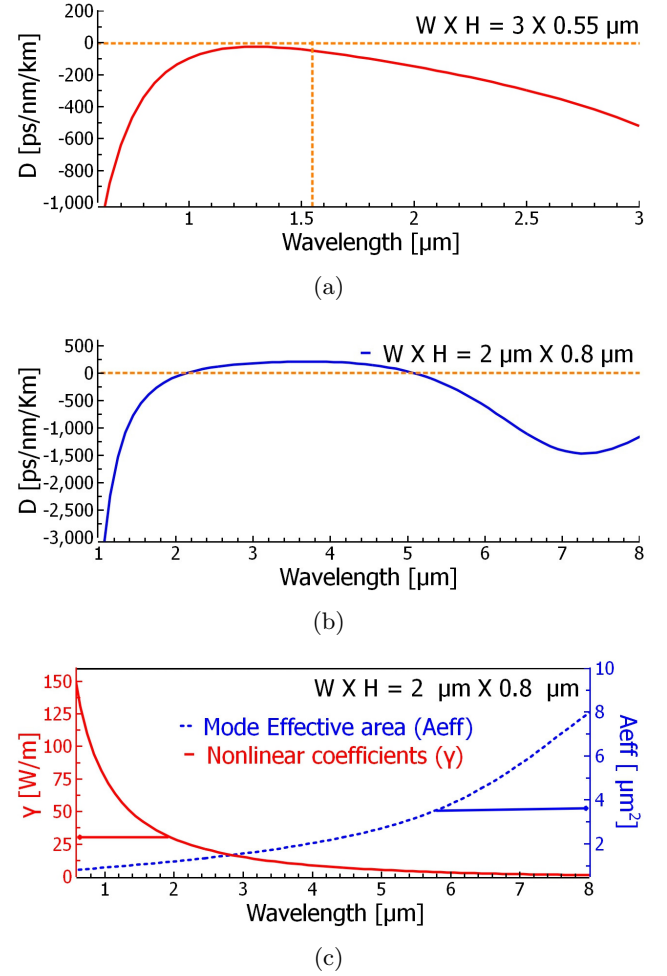 W X H = 3 X 0.55 µm
D [ps/nm/km]
0
-200
-400
-600
-800
-1,000
1 1.5 2 2.5 3
Wavelength [µm]
(a)
W X H = 2 µm X 0.8 µm
D [ps/nm/Km]
500
0
-500
-1,000
-1,500
-2,000
-2,500
-3,000
1 2 3 4 5 6 7 8
Wavelength [µm]
(b)
W X H = 2 µm X 0.8 µm
Mode Effective area (Aeff)
Nonlinear coefficients (γ)
γ [W/m]
150
125
100
75
50
25
0
Aeff [ µm²]
10
8
6
4
2
1 2 3 4 5 6 7 8
Wavelength [µm]
(c)